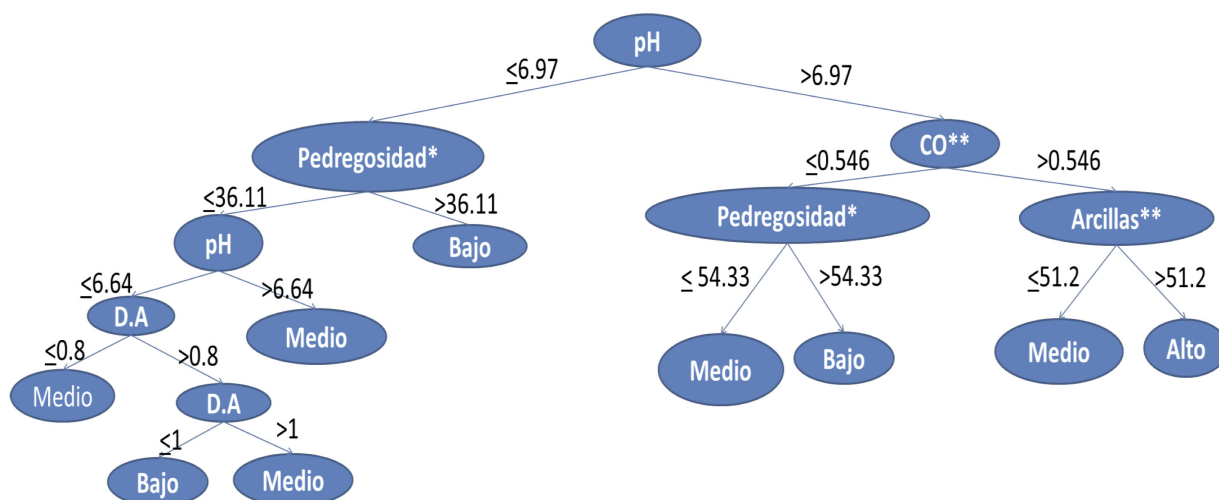 pH
≤6.97
>6.97
Pedregosidad*
CO**
≤0.546
>0.546
≤36.11
>36.11
Pedregosidad*
Arcillas**
pH
Bajo
≤6.64
>6.64
≤ 54.33
>54.33
≤51.2
>51.2
D.A
Medio
Medio
Bajo
Medio
Alto
≤0.8
>0.8
Medio
D.A
≤1
>1
Bajo
Medio